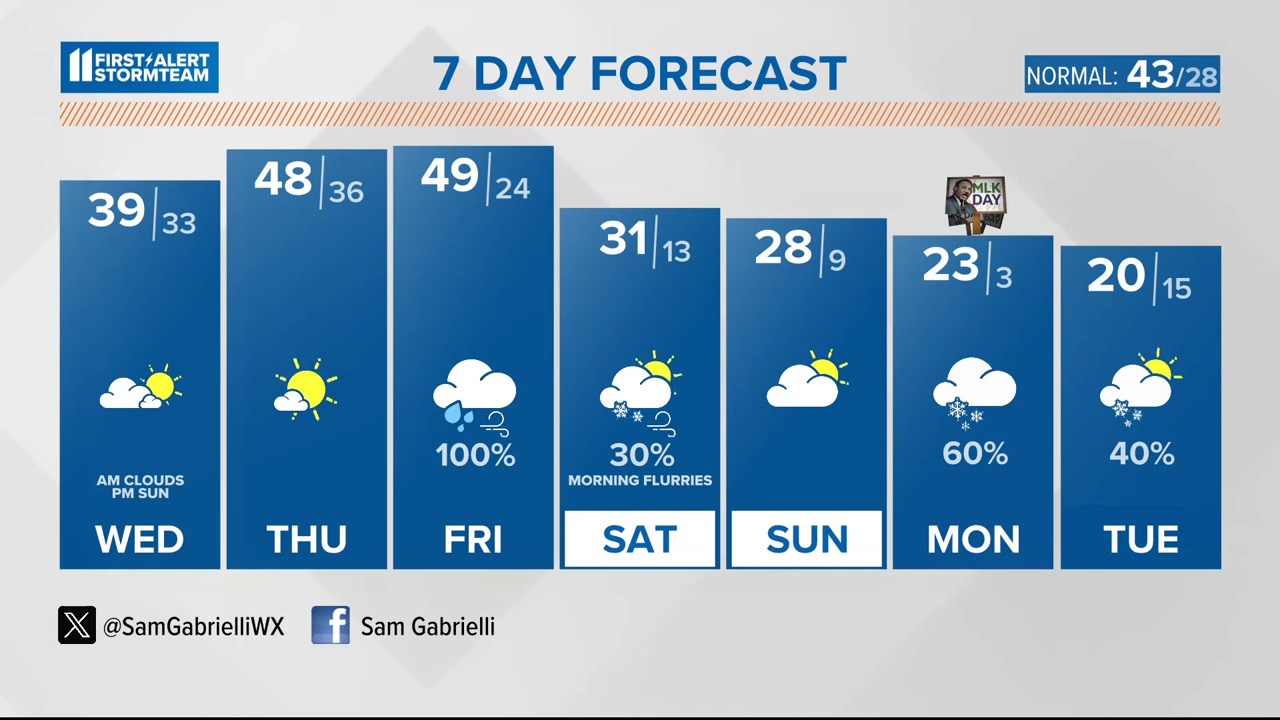 11 FIRST ALERT
STORMTEAM
7 DAY FORECAST
NORMAL: 43/28
39/33
48/36
49/24
31/13
28/9
23/3
20/15
MLK
DAY
100%
30%
60%
40%
AM CLOUDS
PM SUN
MORNING FLURRIES
WED
THU
FRI
SAT
SUN
MON
TUE
@SamGabrielliWX
Sam Gabrielli